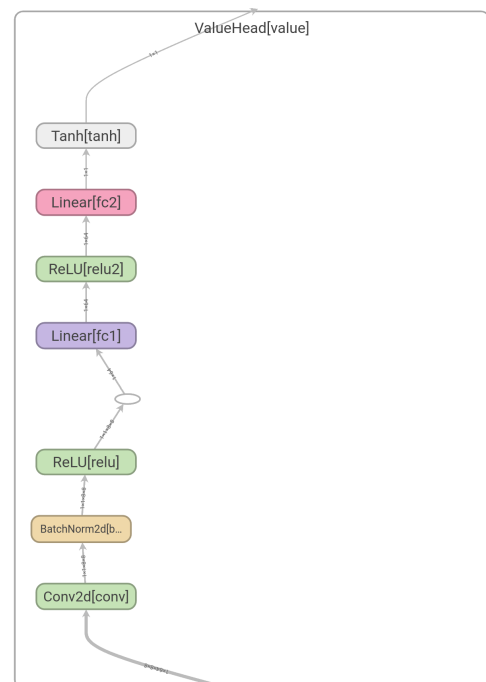 ValueHead[value]
Tanh[tanh]
Linear[fc2]
ReLU[relu2]
Linear[fc1]
ReLU[relu]
BatchNorm2d[b...
Conv2d[conv]